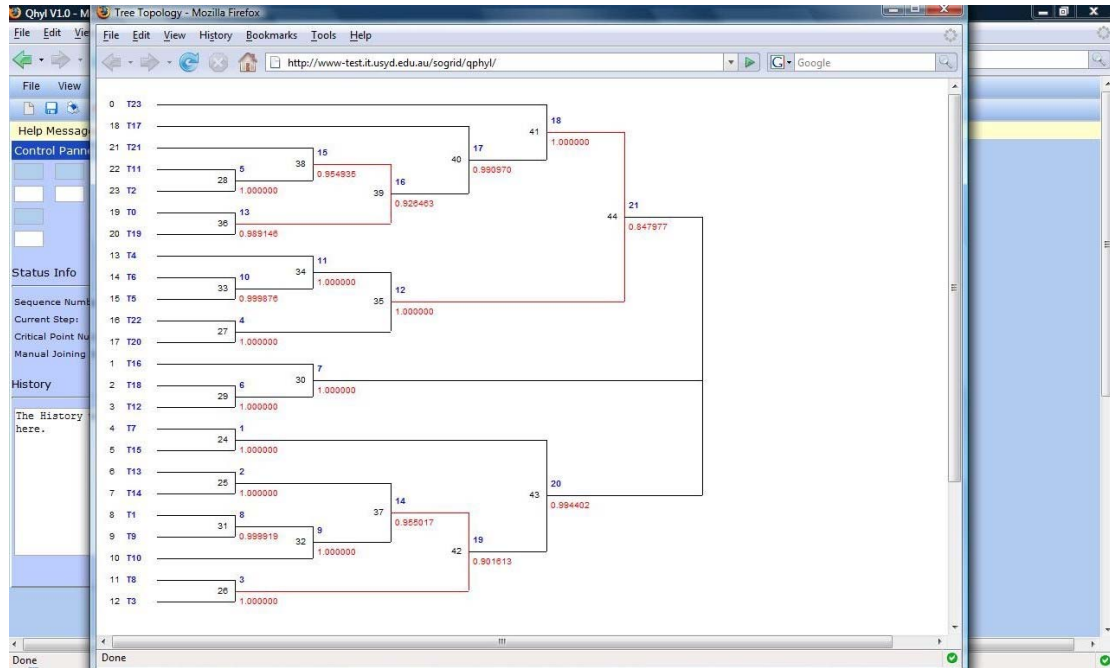 Qhyl V1.0 - M
Tree Topology - Mozilla Firefox
File Edit Vie
File Edit View History Bookmarks Tools Help
http://www-test.it.usyd.edu.au/sogrid/qphyl/
Google
File View
Help Messag
Control Pann
Status Info
Sequence Numb
Current Step:
Critical Point Nu
Manual Joining
History
The History
here.
0 T23
18
41
1.000000
18 T17
17
40
0.990970
21 T21
15
38
0.954935
22 T11
5
28
1.000000
23 T2
16
39
0.926463
19 T0
13
36
0.989146
20 T19
21
44
0.847977
13 T4
11
34
1.000000
14 T6
10
33
0.999876
15 T5
12
35
1.000000
16 T22
4
27
1.000000
17 T20
1 T16
7
30
1.000000
2 T18
6
29
1.000000
3 T12
4 T7
1
24
1.000000
5 T15
20
43
0.994402
6 T13
2
25
1.000000
7 T14
14
37
0.955017
8 T1
8
31
0.999919
9 T9
9
32
1.000000
10 T10
19
42
0.901613
11 T8
3
26
1.000000
12 T3
Done
Done